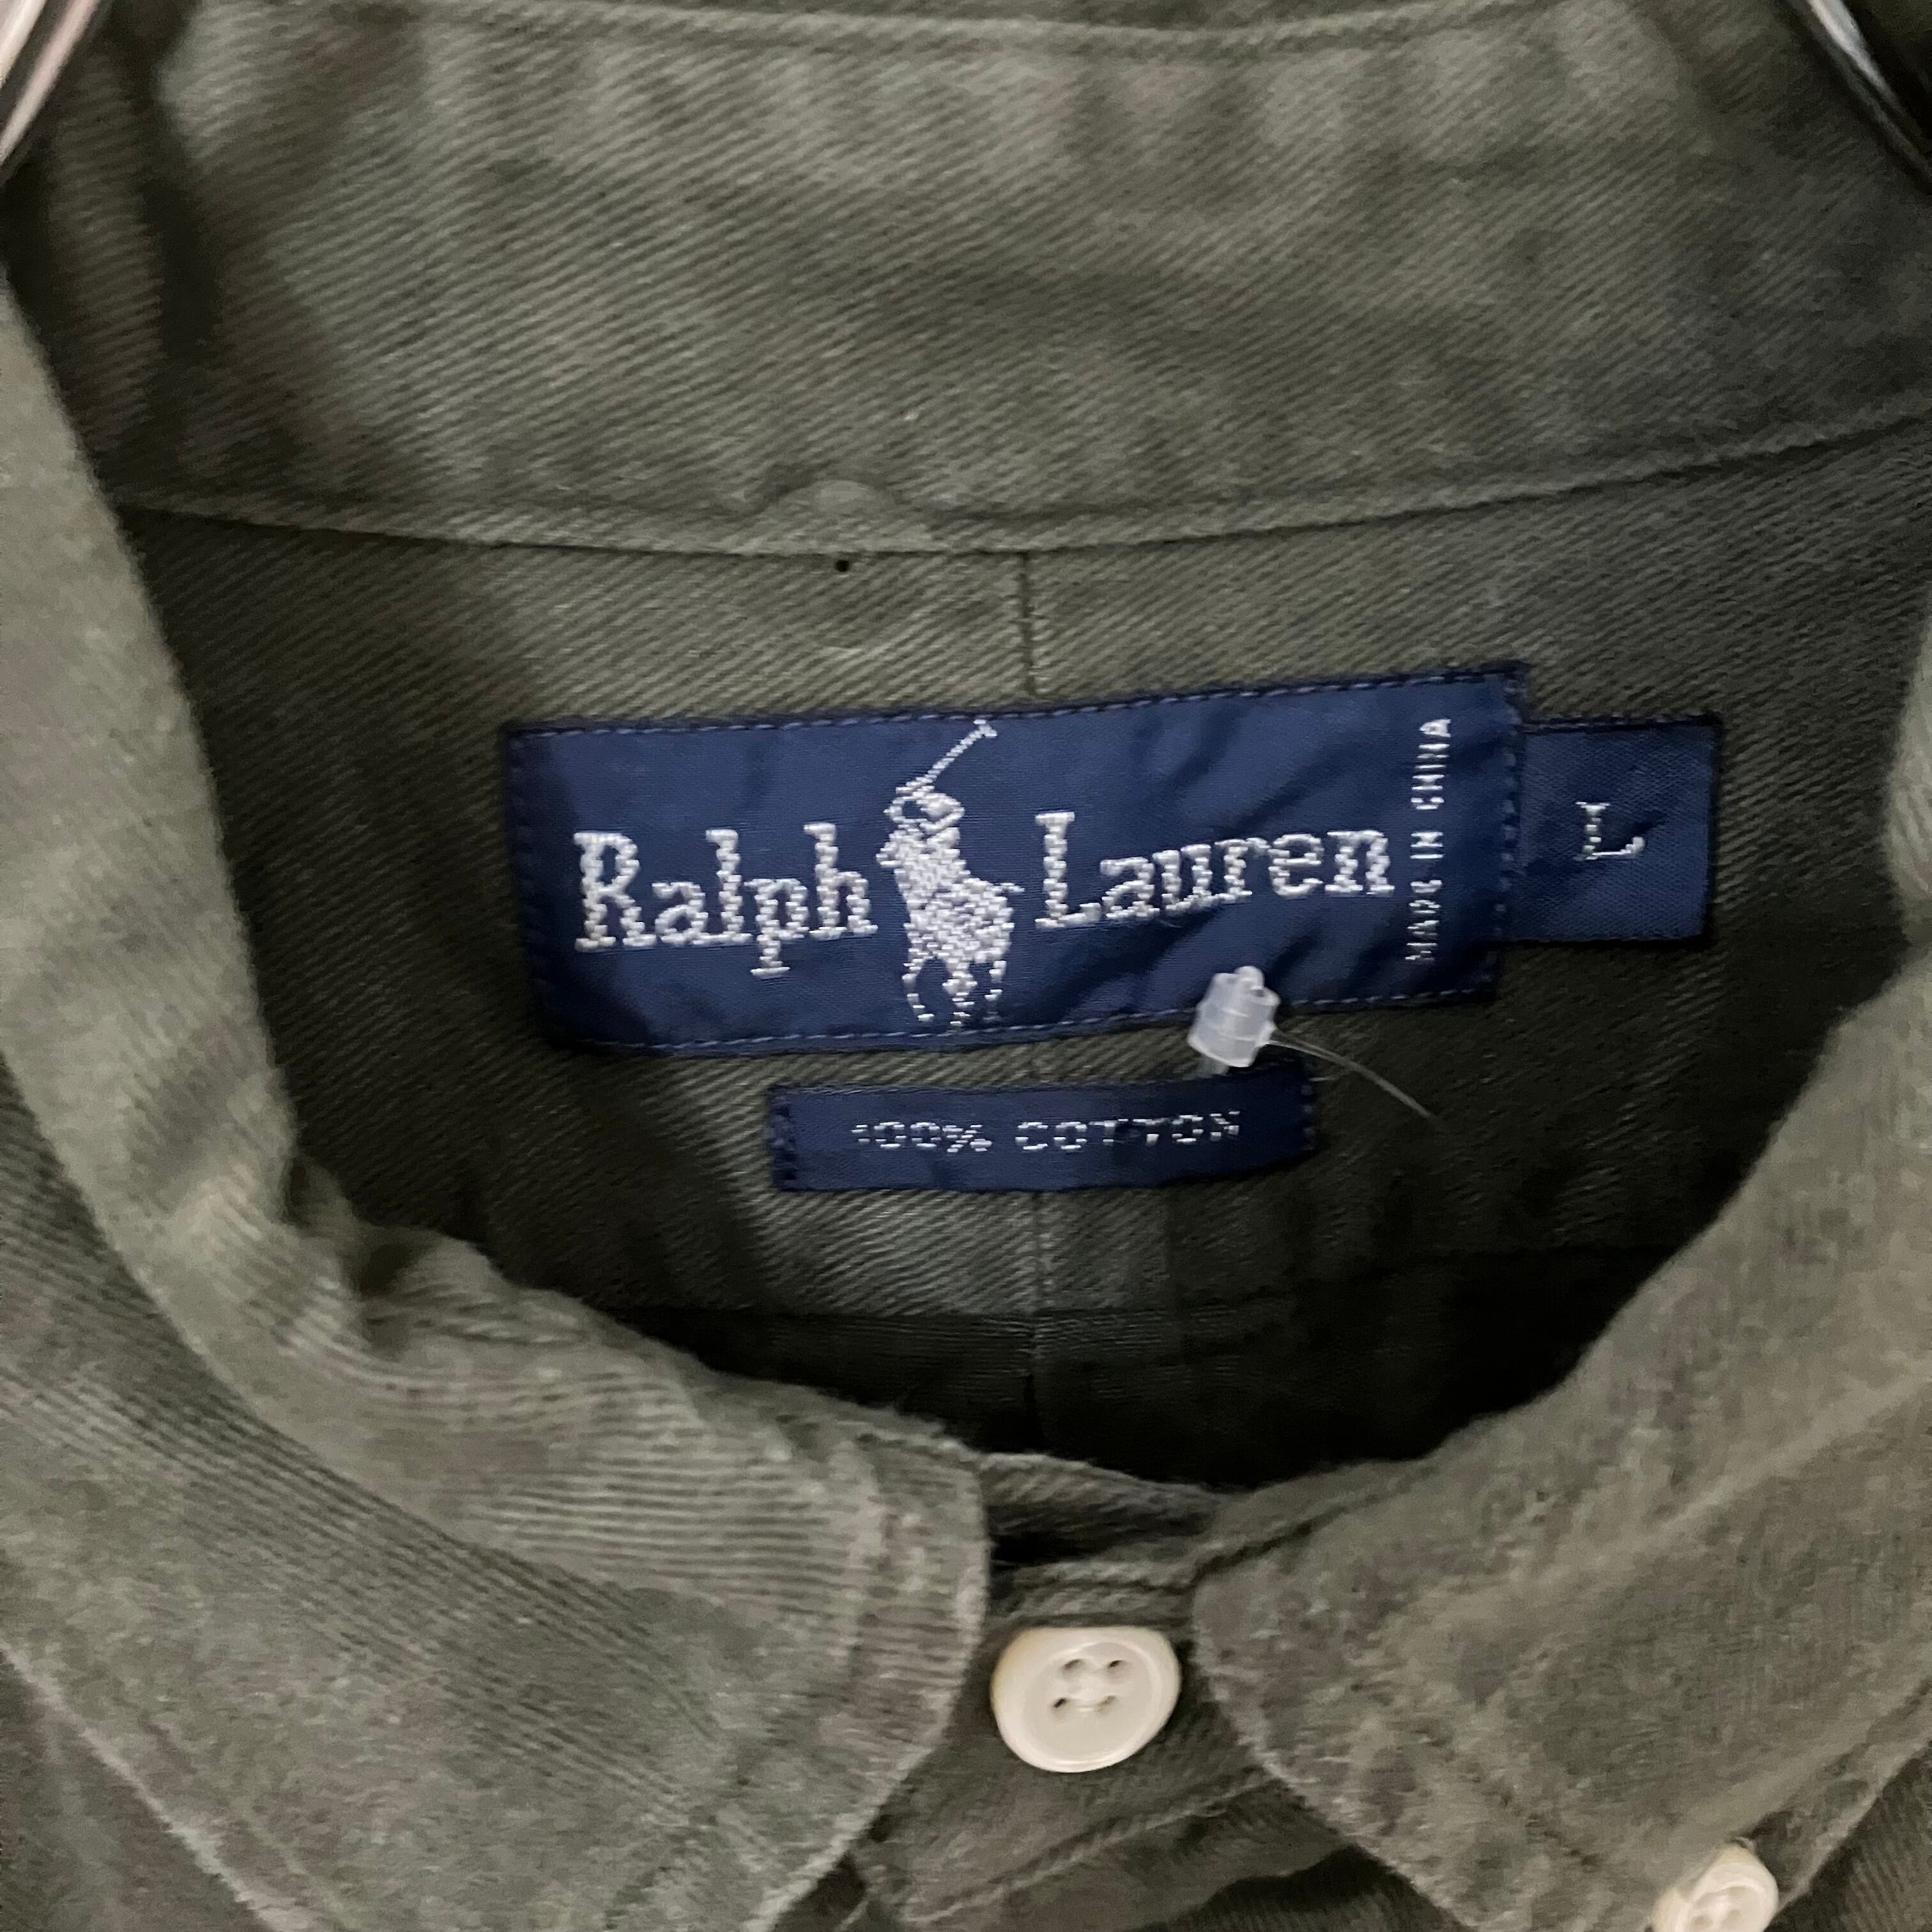 Ralph Lauren
MADE IN CHINA
L
100% COTTON